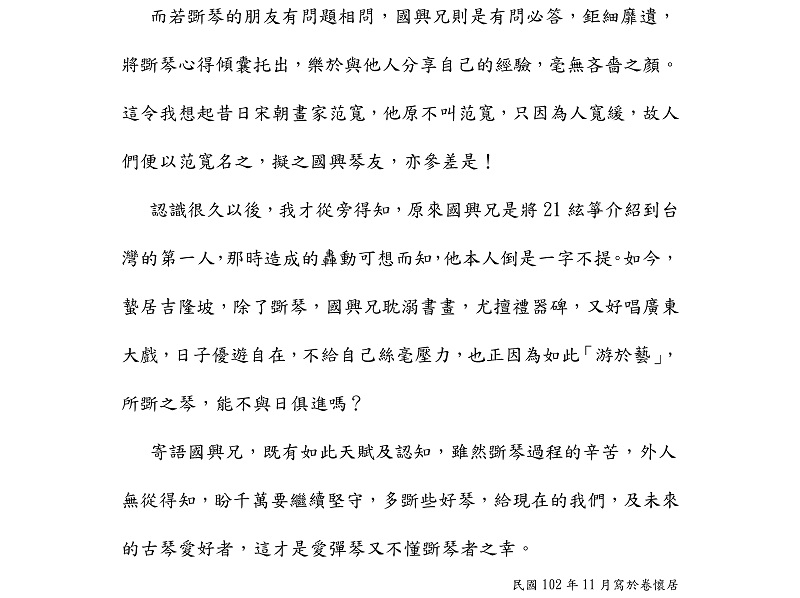 而若斲琴的朋友有問題相問，國興兄則是有問必答，鉅細靡遺，
將斲琴心得傾囊托出，樂於與他人分享自己的經驗，毫無吝嗇之顏。
這令我想起昔日宋朝畫家范寬，他原不叫范寬，只因為人寬緩，故人
們便以范寬名之，擬之國興琴友，亦參差是！
認識很久以後，我才從旁得知，原來國興兄是將 21 絃箏介紹到台
灣的第一人，那時造成的轟動可想而知，他本人倒是一字不提。如今，
蟄居吉隆坡，除了斲琴，國興兄耽溺書畫，尤擅禮器碑，又好唱廣東
大戲，日子優遊自在，不給自己絲毫壓力，也正因為如此「游於藝」，
所斲之琴，能不與日俱進嗎？
寄語國興兄，既有如此天賦及認知，雖然斲琴過程的辛苦，外人
無從得知，盼千萬要繼續堅守，多斲些好琴，給現在的我們，及未來
的古琴愛好者，這才是愛彈琴又不懂斲琴者之幸。
民國 102 年 11 月寫於卷懷居